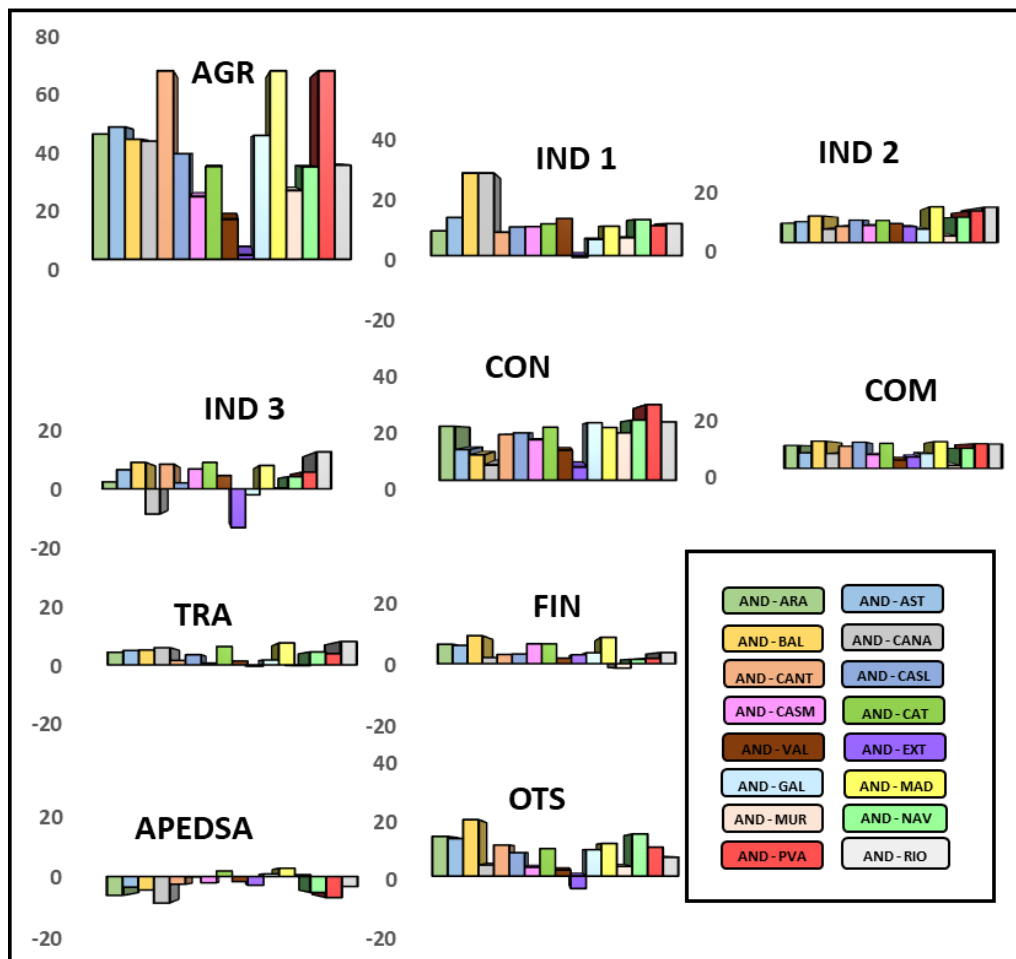 80
60
40
20
0
AGR
40
20
0
-20
IND 1
20
0
IND 2
20
0
-20
IND 3
40
20
0
CON
20
0
COM
20
0
-20
TRA
20
0
-20
FIN
20
0
-20
APEDSA
40
20
0
-20
OTS
AND - ARA
AND - AST
AND - BAL
AND - CANA
AND - CANT
AND - CASL
AND - CASM
AND - CAT
AND - VAL
AND - EXT
AND - GAL
AND - MAD
AND - MUR
AND - NAV
AND - PVA
AND - RIO